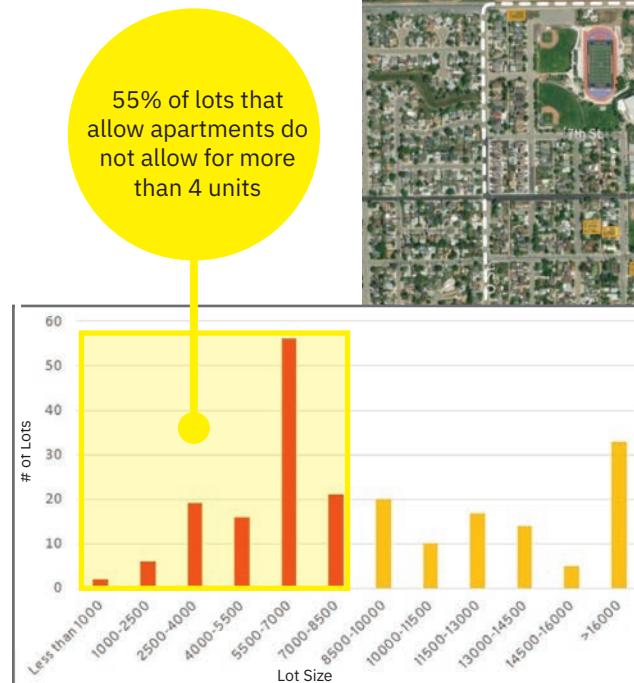 55% of lots that
allow apartments do
not allow for more
than 4 units
7th St
60
50
40
30
20
10
0
# of Lots
Less than 1000
1000-2500
2500-4000
4000-5500
5500-7000
7000-8500
8500-10000
10000-11500
11500-13000
13000-14500
14500-16000
>16000
Lot Size